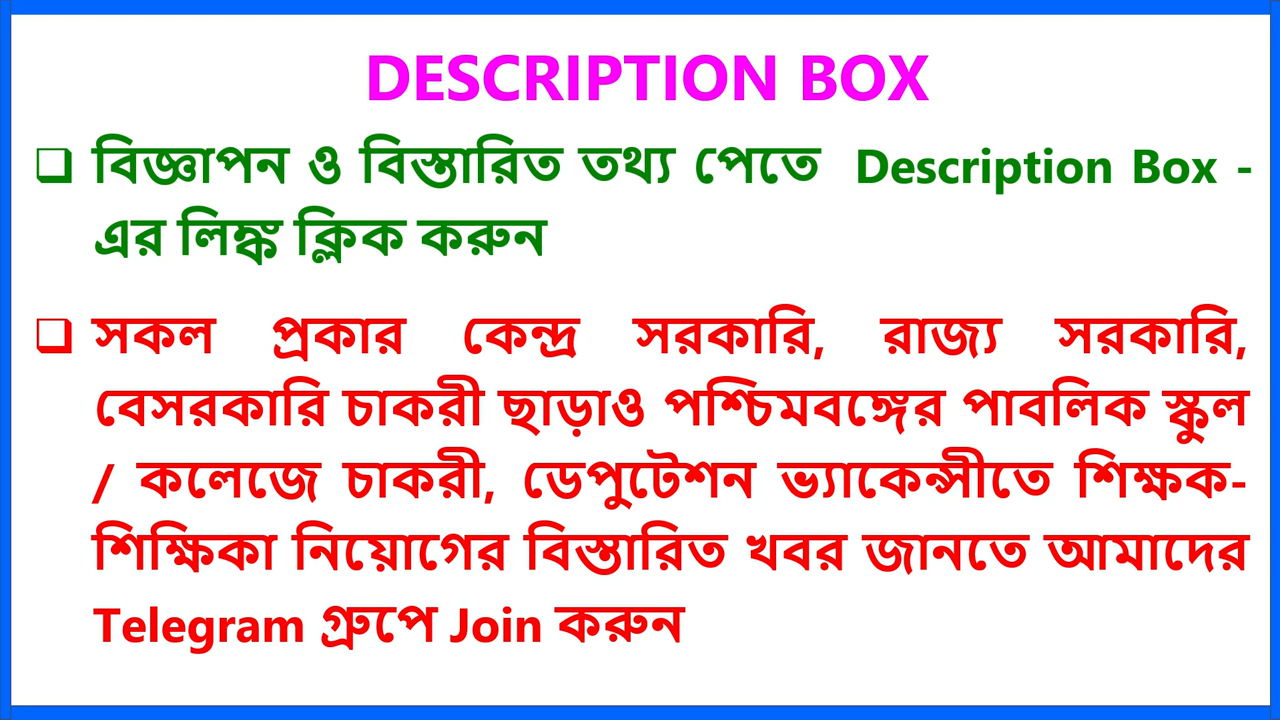 DESCRIPTION BOX
❑ বিজ্ঞাপন ও বিস্তারিত তথ্য পেতে Description Box -
এর লিঙ্ক ক্লিক করুন
❑ সকল প্রকার কেন্দ্র সরকারি, রাজ্য সরকারি,
বেসরকারি চাকরী ছাড়াও পশ্চিমবঙ্গের পাবলিক স্কুল
/ কলেজে চাকরী, ডেপুটেশন ভ্যাকেন্সীতে শিক্ষক-
শিক্ষিকা নিয়োগের বিস্তারিত খবর জানতে আমাদের
Telegram গ্রুপে Join করুন